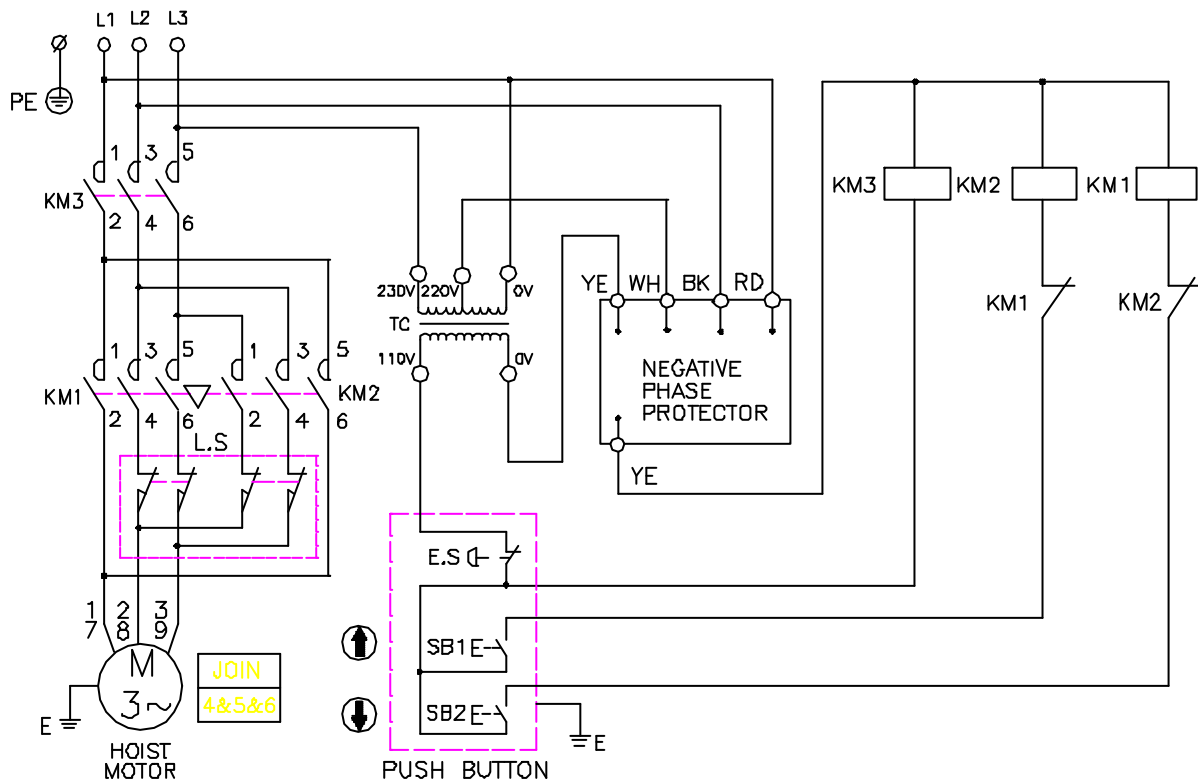 L1 L2 L3
PE
1 3 5
KM3
2 4 6
KM3 KM2 KM1
230V 220V 0V
TC
110V 0V
YE WH BK RD
NEGATIVE
PHASE
PROTECTOR
YE
KM1 KM2
1 3 5 1 3 5
KM1 KM2
2 4 6 2 4 6
L.S
E.S
SB1 E
SB2 E
1 2 3
7 8 9
M
3~
E
JOIN
4&5&6
HOIST
MOTOR
E
PUSH BUTTON